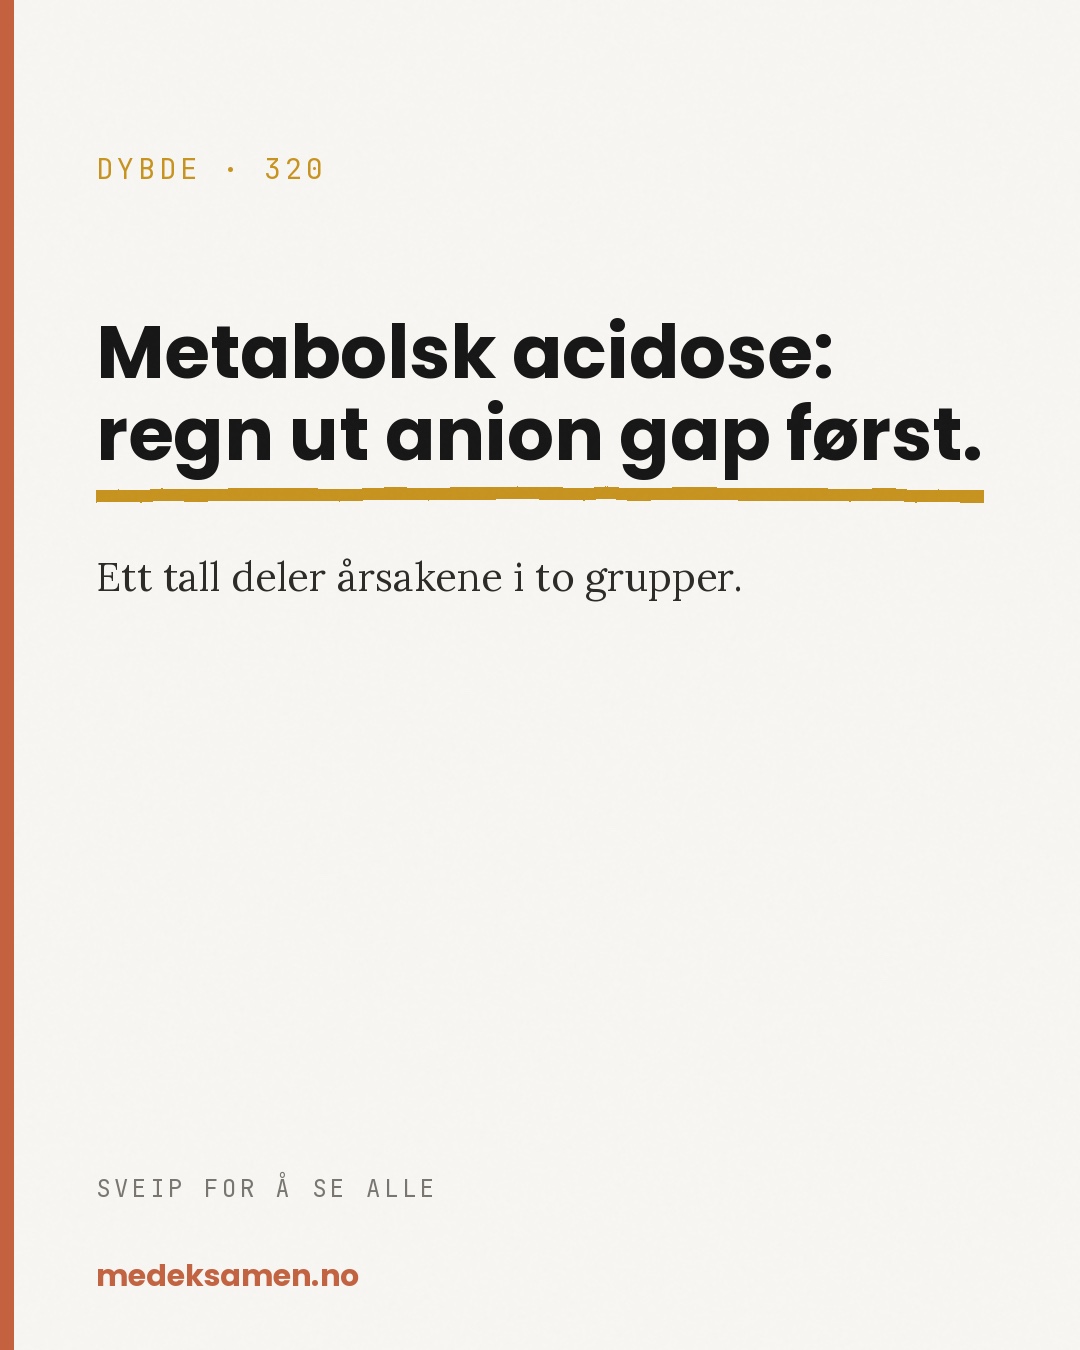 DYBDE · 320
Metabolsk acidose:
regn ut anion gap først.
Ett tall deler årsakene i to grupper.
SVEIP FOR Å SE ALLE
medeksamen.no